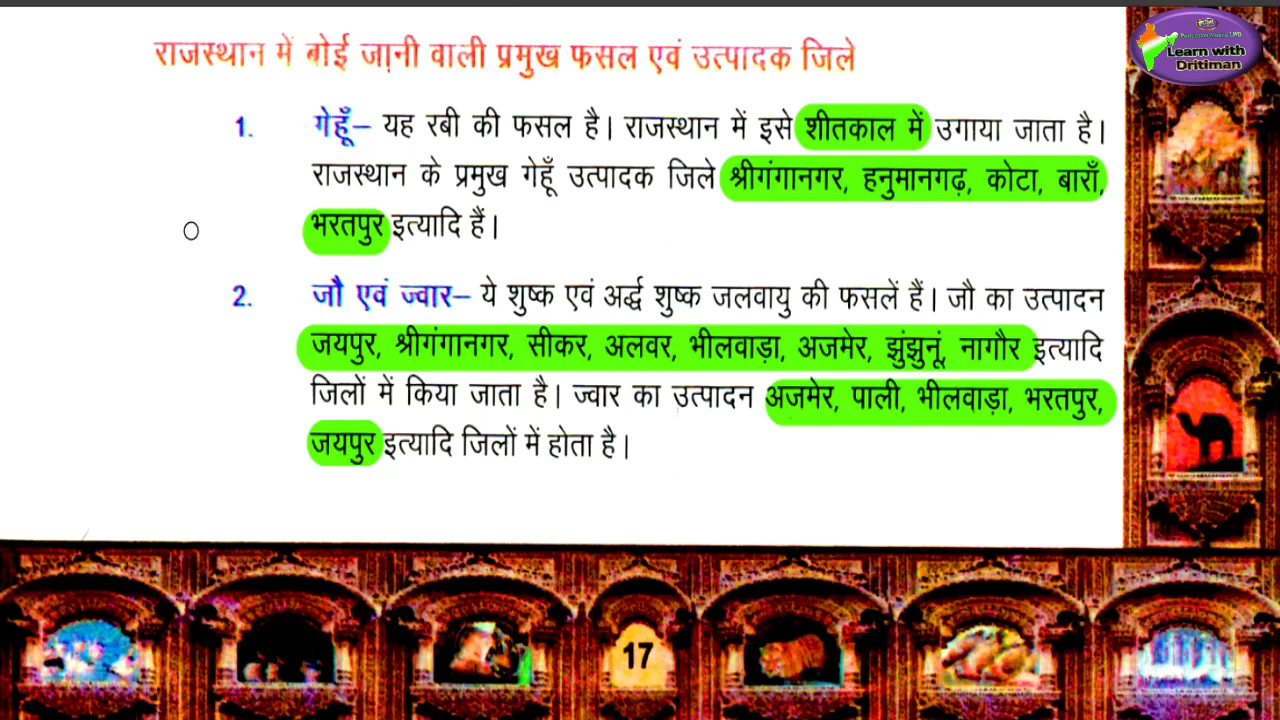 राजस्थान में बोई जानी वाली प्रमुख फसल एवं उत्पादक जिले
Learn with
Dritiman
1. गेहूँ– यह रबी की फसल है। राजस्थान में इसे शीतकाल में उगाया जाता है।
राजस्थान के प्रमुख गेहूँ उत्पादक जिले श्रीगंगानगर, हनुमानगढ़, कोटा, बाराँ,
भरतपुर इत्यादि हैं।
2. जौ एवं ज्वार– ये शुष्क एवं अर्द्ध शुष्क जलवायु की फसलें हैं। जौ का उत्पादन
जयपुर, श्रीगंगानगर, सीकर, अलवर, भीलवाड़ा, अजमेर, झुंझुनूं, नागौर इत्यादि
जिलों में किया जाता है। ज्वार का उत्पादन अजमेर, पाली, भीलवाड़ा, भरतपुर,
जयपुर इत्यादि जिलों में होता है।
17